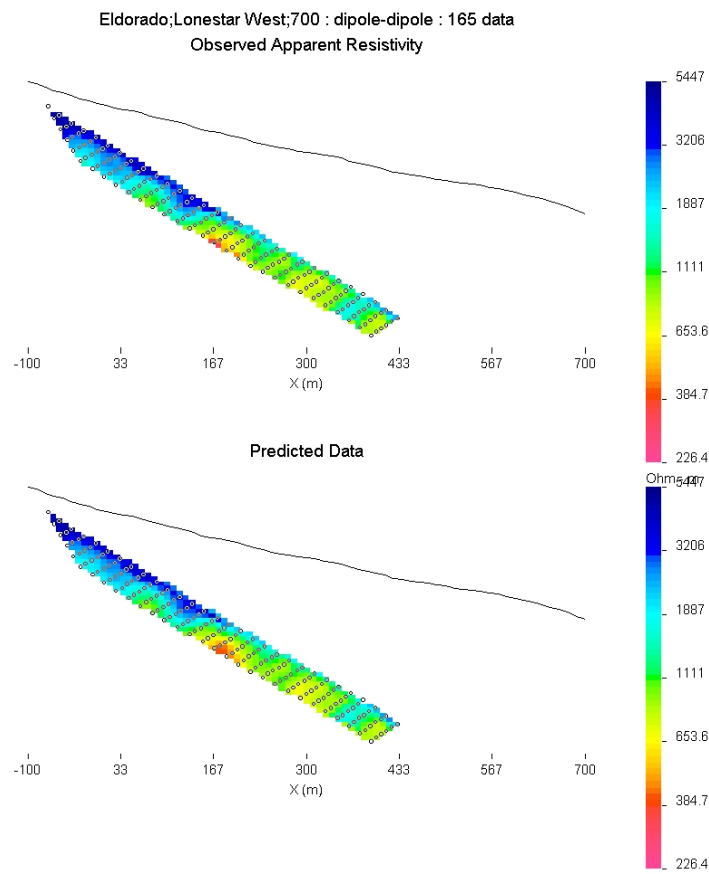 Eldorado;Lonestar West;700 : dipole-dipole : 165 data
Observed Apparent Resistivity
5447
3206
1887
1111
653.6
384.7
226.4
-100 33 167 300 433 567 700
X (m)
Predicted Data
Ohm-m
5447
3206
1887
1111
653.6
384.7
226.4
-100 33 167 300 433 567 700
X (m)